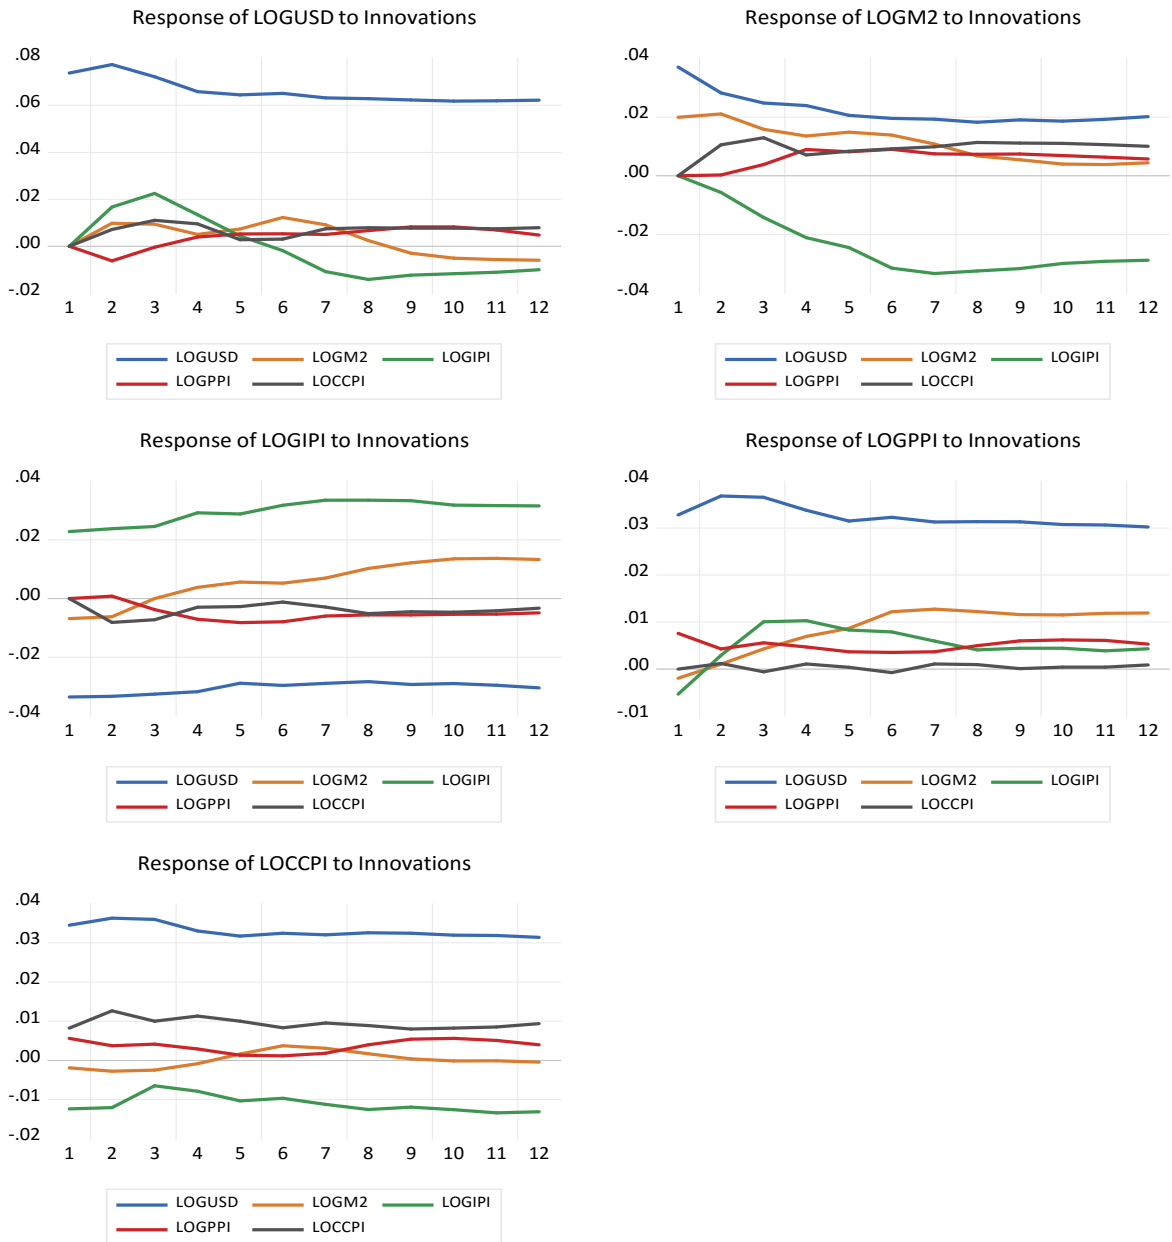 Response of LOGUSD to Innovations
.08
.06
.04
.02
.00
-.02
1 2 3 4 5 6 7 8 9 10 11 12
LOGUSD LOGM2 LOGIPI
LOGPPI LOCCPI
Response of LOGM2 to Innovations
.04
.02
.00
-.02
-.04
1 2 3 4 5 6 7 8 9 10 11 12
LOGUSD LOGM2 LOGIPI
LOGPPI LOCCPI
Response of LOGIPI to Innovations
.04
.02
.00
-.02
-.04
1 2 3 4 5 6 7 8 9 10 11 12
LOGUSD LOGM2 LOGIPI
LOGPPI LOCCPI
Response of LOGPPI to Innovations
.04
.03
.02
.01
.00
-.01
1 2 3 4 5 6 7 8 9 10 11 12
LOGUSD LOGM2 LOGIPI
LOGPPI LOCCPI
Response of LOCCPI to Innovations
.04
.03
.02
.01
.00
-.01
-.02
1 2 3 4 5 6 7 8 9 10 11 12
LOGUSD LOGM2 LOGIPI
LOGPPI LOCCPI